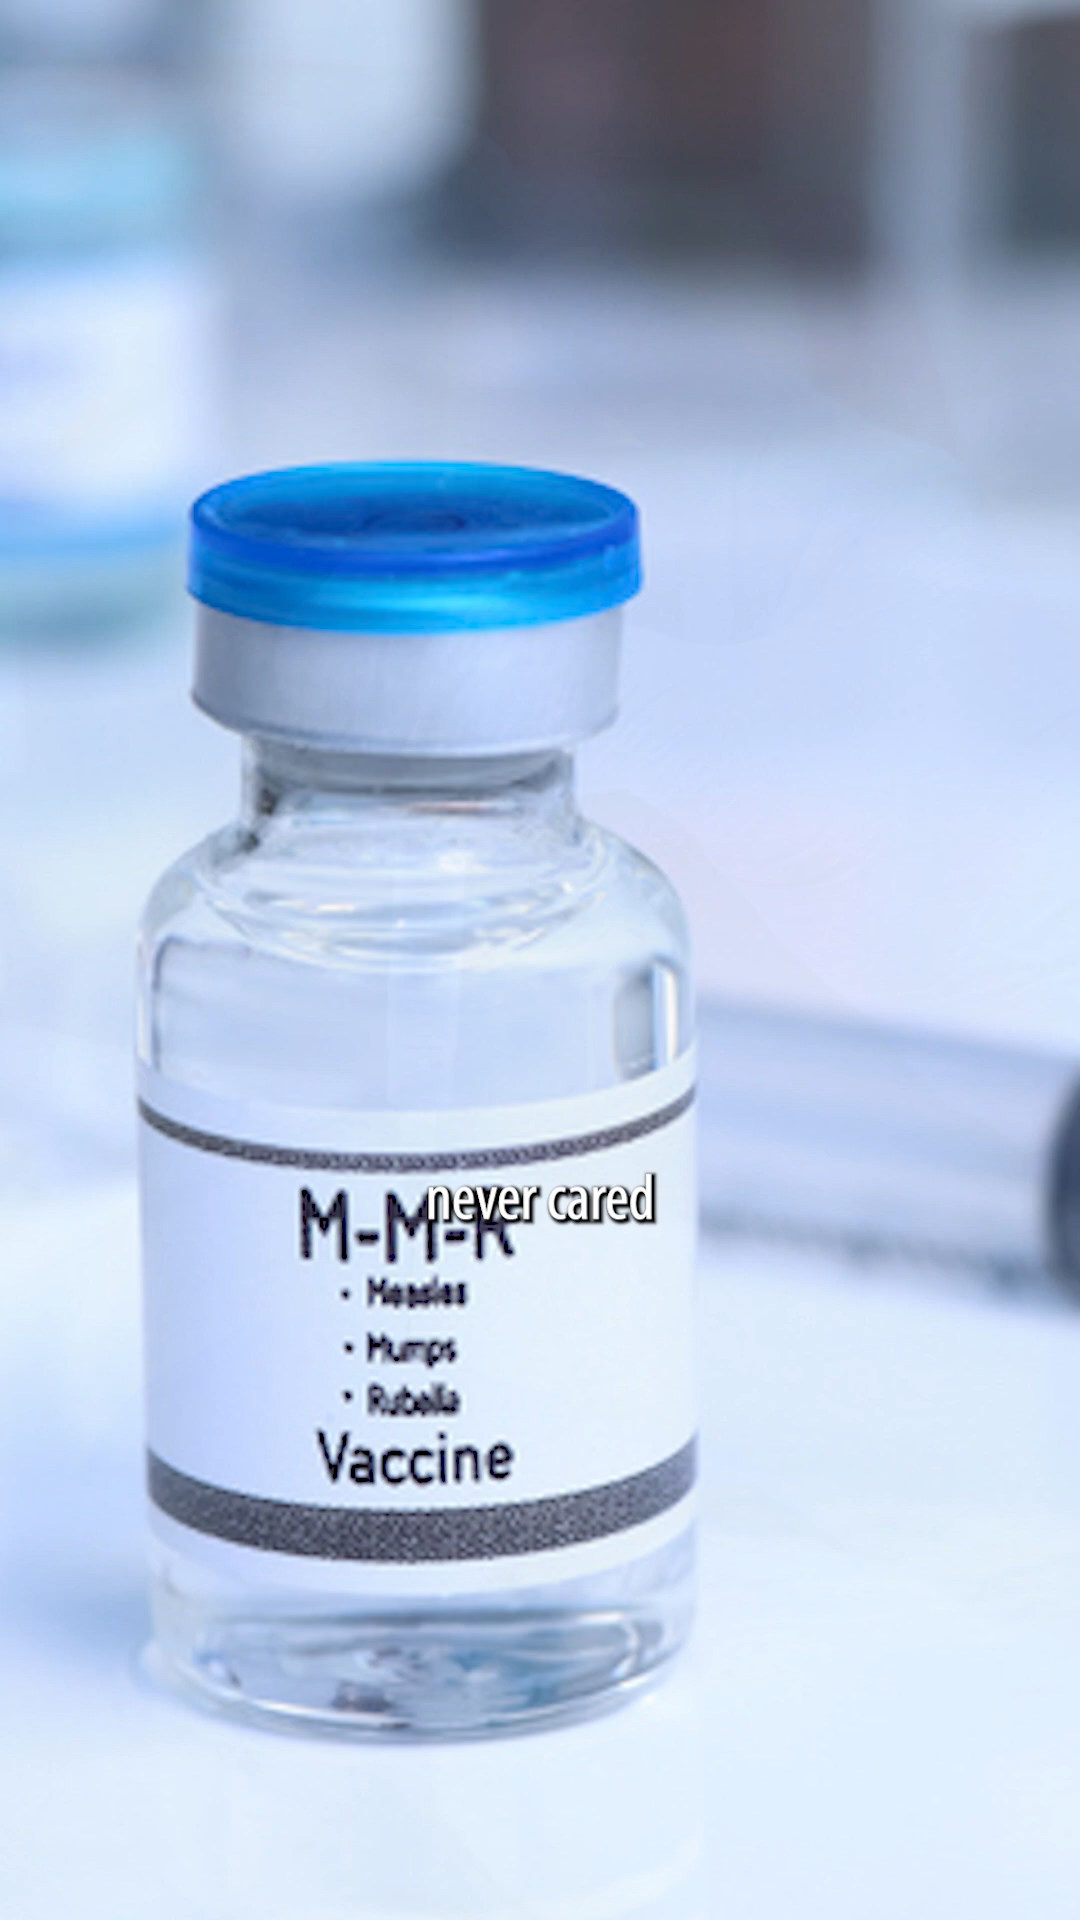 M-M-R
never cared
• Measles
• Mumps
• Rubella
Vaccine